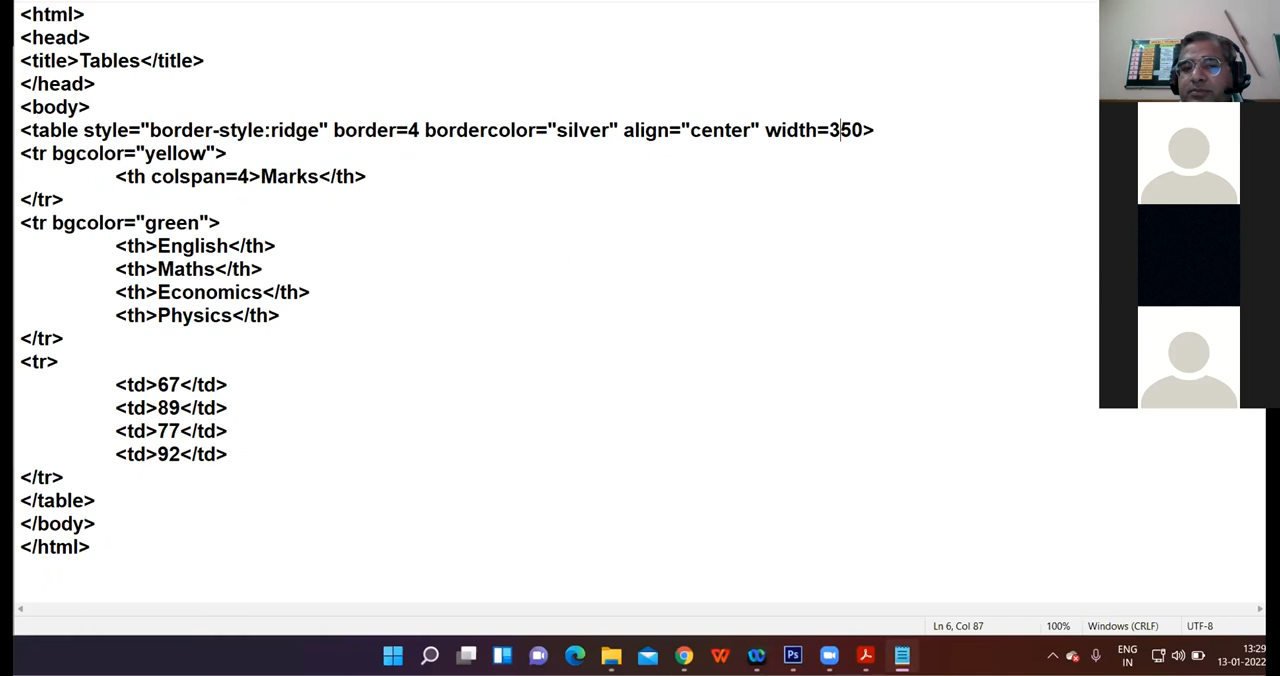 <html>
<head>
<title>Tables</title>
</head>
<body>
<table style="border-style:ridge" border=4 bordercolor="silver" align="center" width=350>
<tr bgcolor="yellow">
<th colspan=4>Marks</th>
</tr>
<tr bgcolor="green">
<th>English</th>
<th>Maths</th>
<th>Economics</th>
<th>Physics</th>
</tr>
<tr>
<td>67</td>
<td>89</td>
<td>77</td>
<td>92</td>
</tr>
</table>
</body>
</html>
Ln 6, Col 87
100%
Windows (CRLF)
UTF-8
Ps
ENG
IN
13:29
13-01-2022